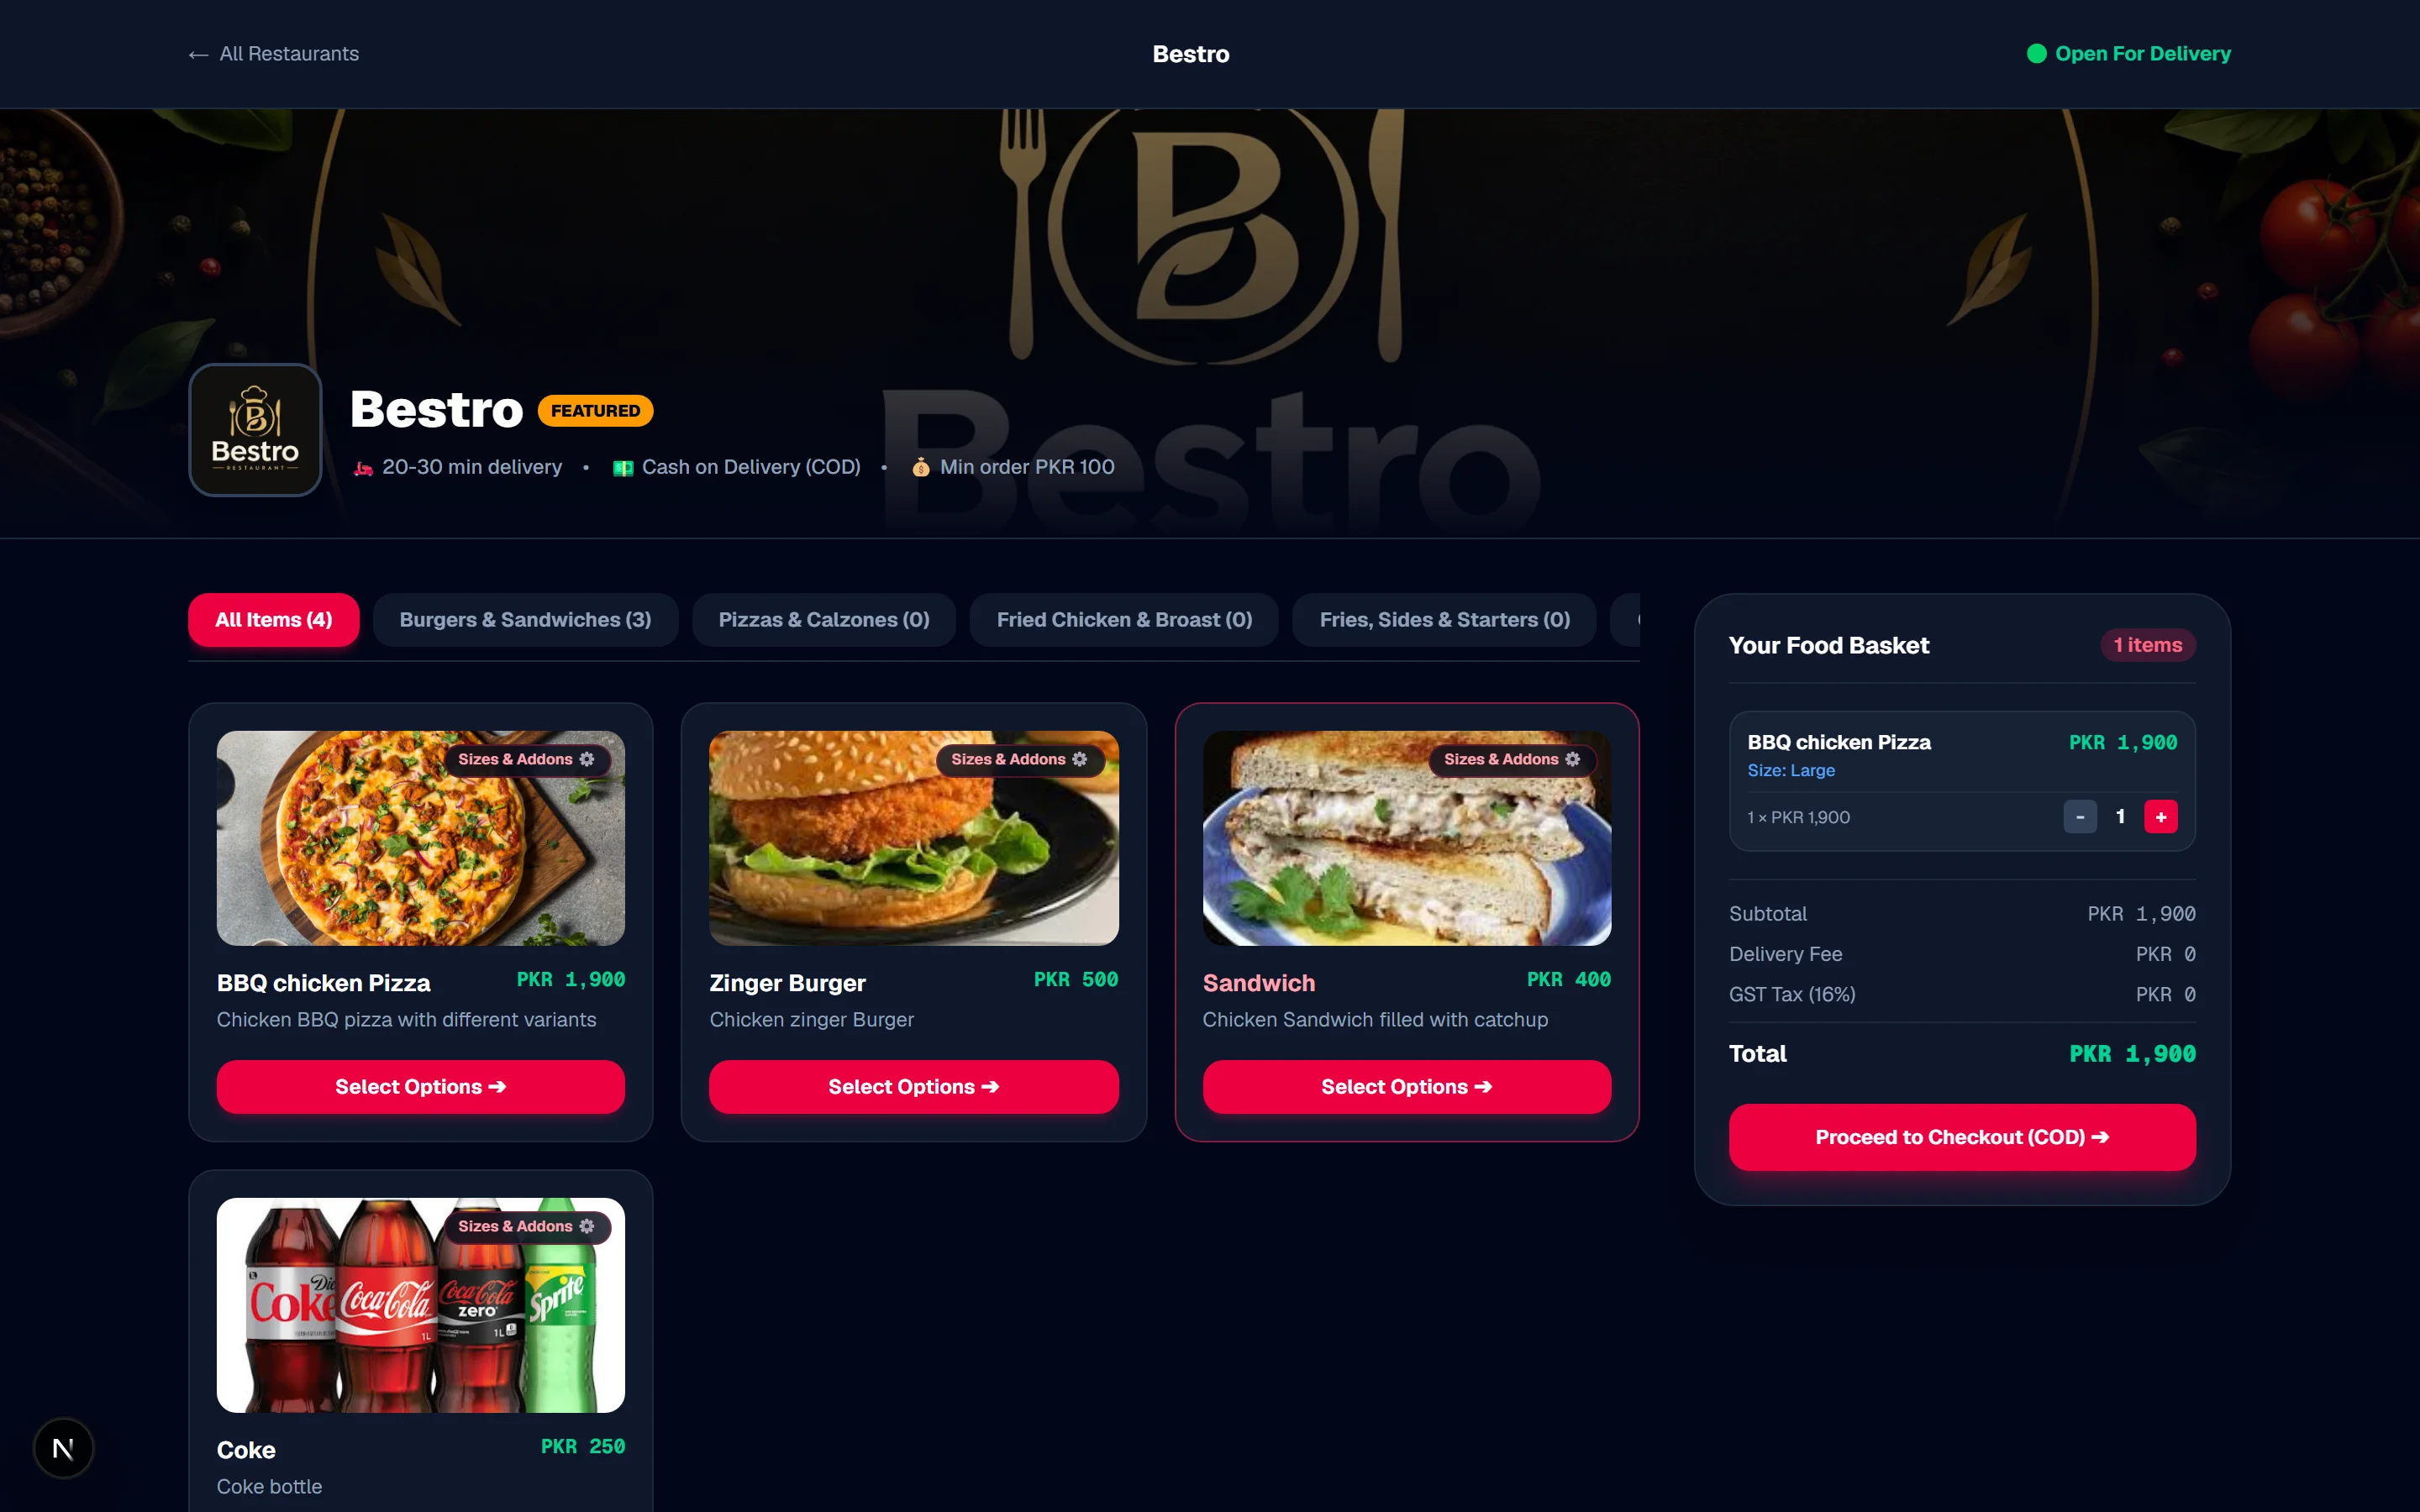 ← All Restaurants
Bestro
Open For Delivery
B
Bestro
B
Bestro
RESTAURANT
Bestro FEATURED
20-30 min delivery • Cash on Delivery (COD) • Min order PKR 100
All Items (4)
Burgers & Sandwiches (3)
Pizzas & Calzones (0)
Fried Chicken & Broast (0)
Fries, Sides & Starters (0)
Sizes & Addons
BBQ chicken Pizza PKR 1,900
Chicken BBQ pizza with different variants
Select Options ➔
Sizes & Addons
Zinger Burger PKR 500
Chicken zinger Burger
Select Options ➔
Sizes & Addons
Sandwich PKR 400
Chicken Sandwich filled with catchup
Select Options ➔
Sizes & Addons
Coke
Coca-Cola
1L
Coca-Cola
zero
1L
Sprite
Coke PKR 250
Coke bottle
Your Food Basket 1 items
BBQ chicken Pizza PKR 1,900
Size: Large
1 × PKR 1,900 - 1 +
Subtotal PKR 1,900
Delivery Fee PKR 0
GST Tax (16%) PKR 0
Total PKR 1,900
Proceed to Checkout (COD) ➔
N